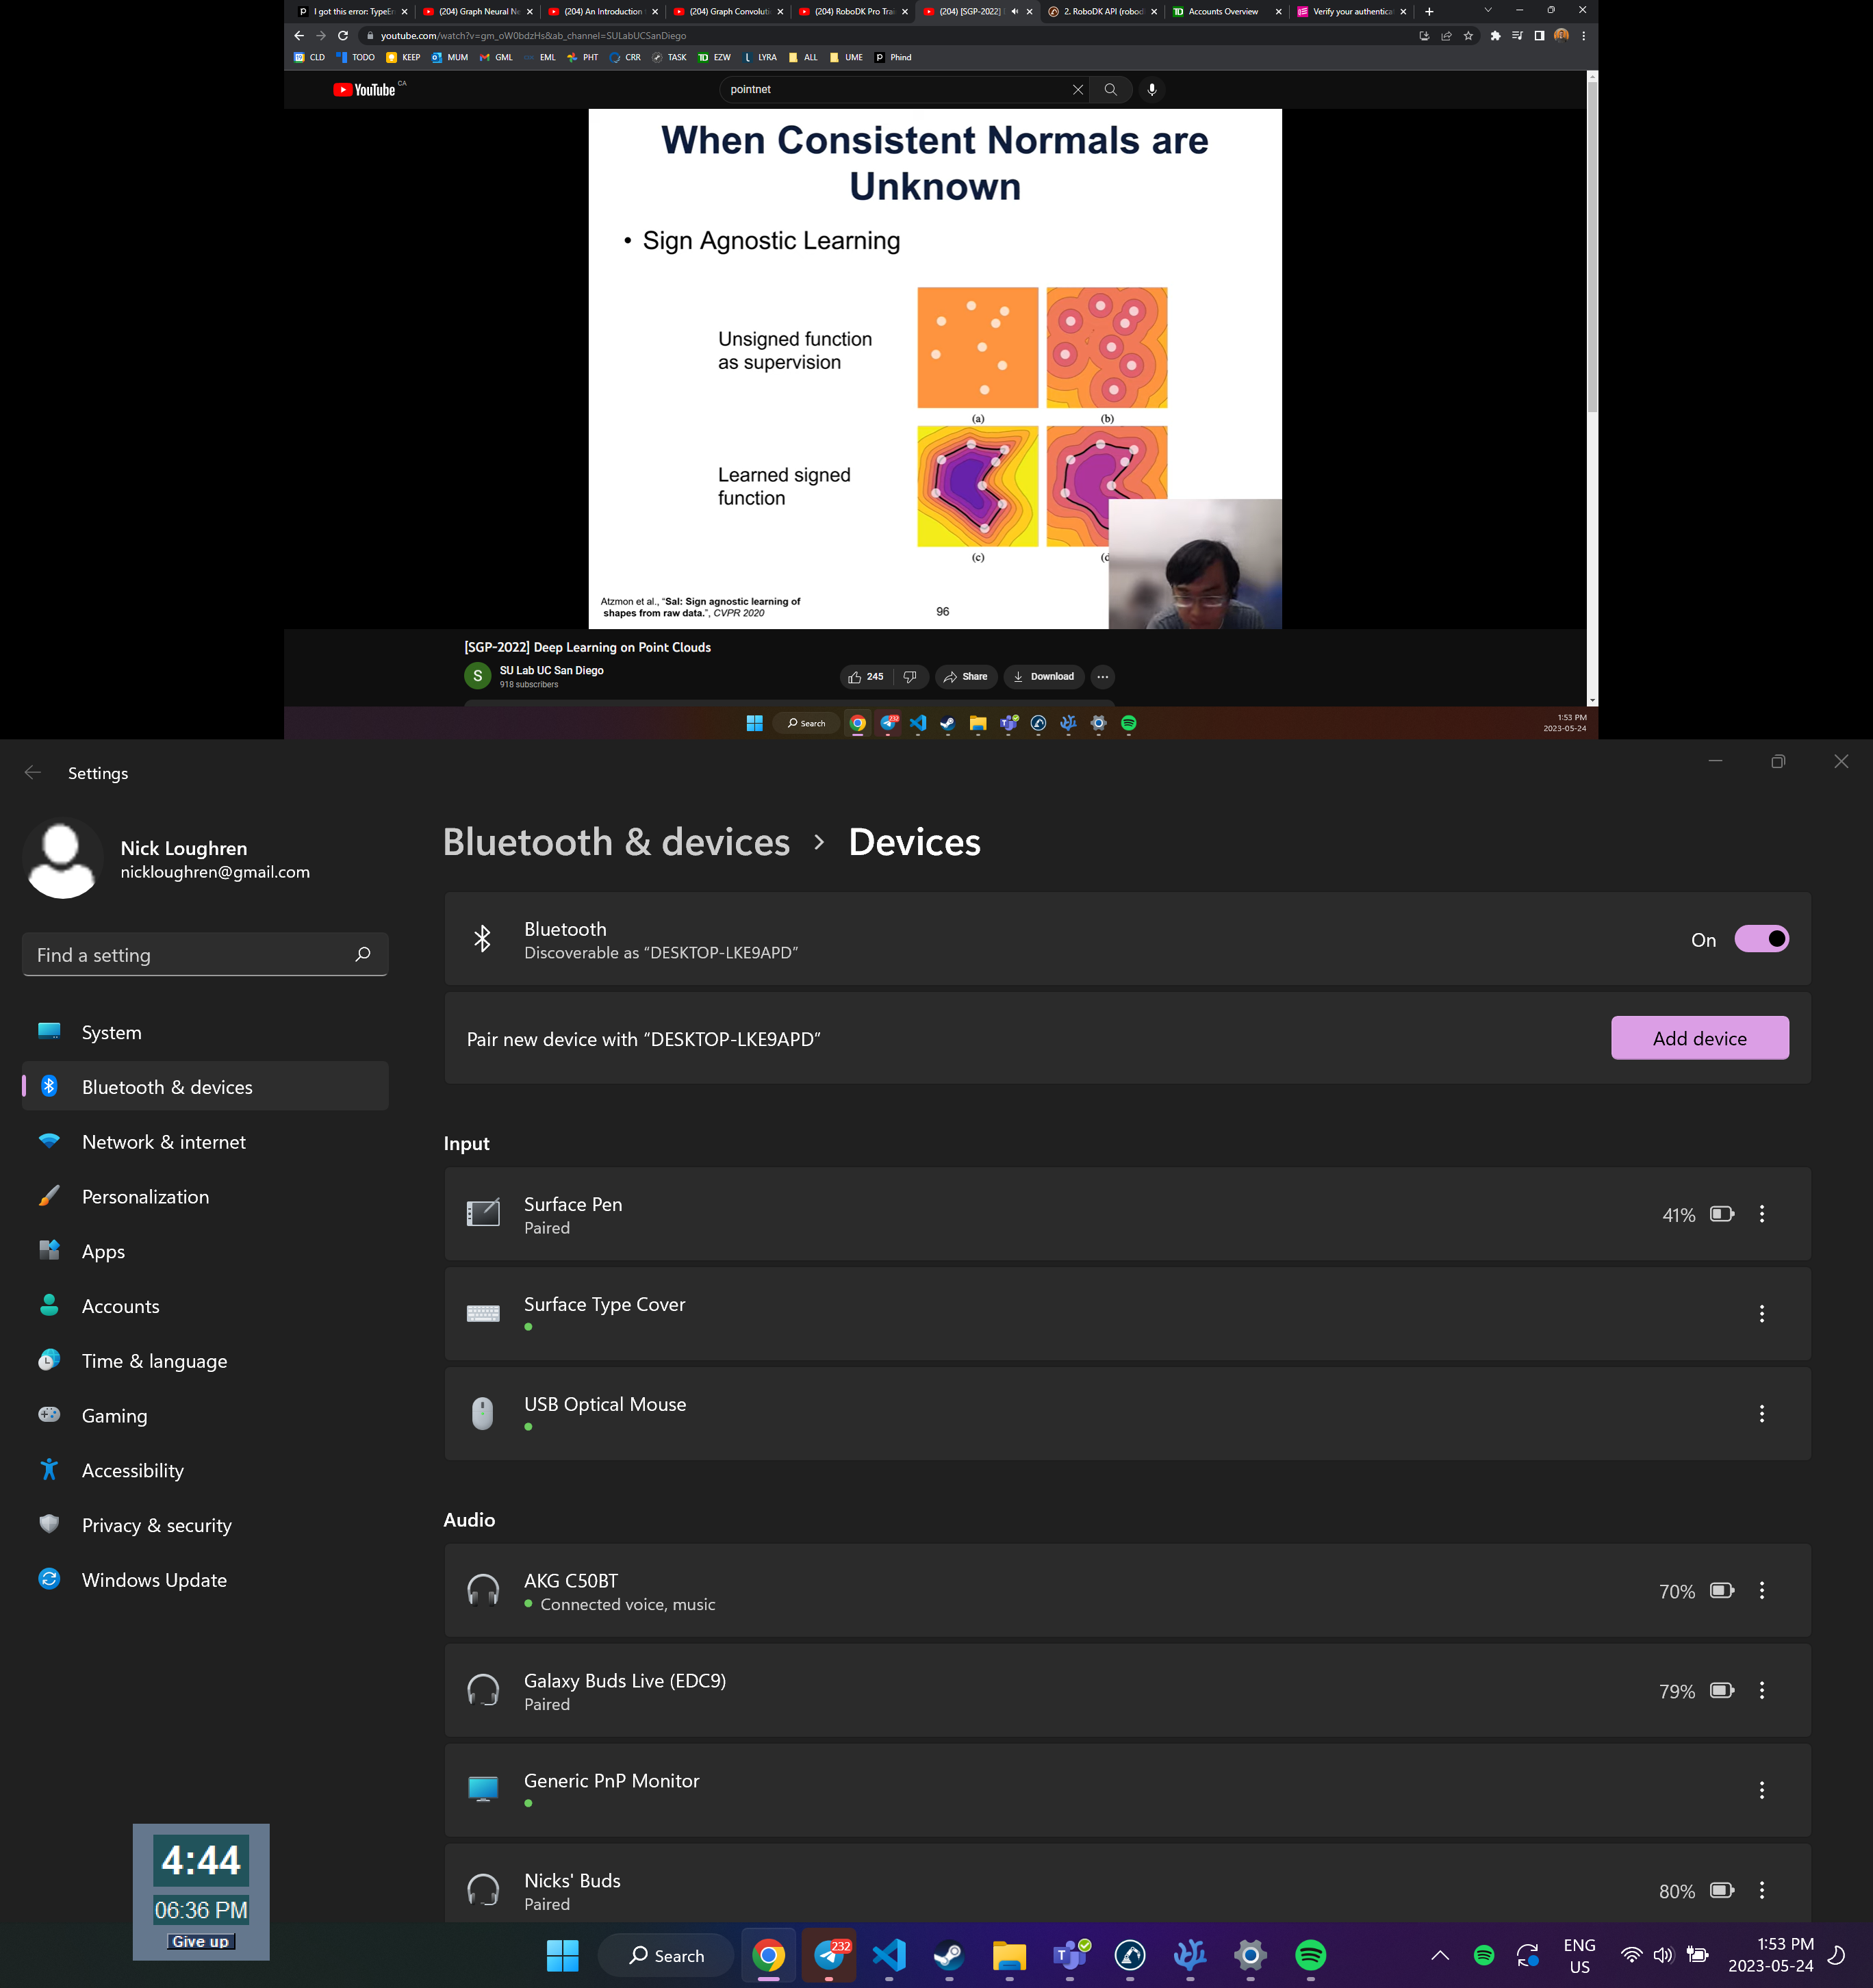 I got this error: TypeEr
(204) Graph Neural Ne
(204) An Introduction
(204) Graph Convoluti
(204) RoboDK Pro Trai
(204) [SGP-2022]
2. RoboDK API (robod
Accounts Overview
Verify your authentica
youtube.com/watch?v=gm_oW0bdzHs&ab_channel=SULabUCSanDiego
CLD TODO KEEP MUM GML EML PHT CRR TASK EZW LYRA ALL UME Phind
YouTube CA
pointnet
When Consistent Normals are
Unknown
• Sign Agnostic Learning
Unsigned function
as supervision
(a) (b)
Learned signed
function
(c) (d
Atzmon et al., "Sal: Sign agnostic learning of
shapes from raw data.", CVPR 2020
96
[SGP-2022] Deep Learning on Point Clouds
S
SU Lab UC San Diego
918 subscribers
245
Share
Download
Search
232
1:53 PM
2023-05-24
Settings
Nick Loughren
nickloughren@gmail.com
Find a setting
System
Bluetooth & devices
Network & internet
Personalization
Apps
Accounts
Time & language
Gaming
Accessibility
Privacy & security
Windows Update
Bluetooth & devices > Devices
Bluetooth
Discoverable as “DESKTOP-LKE9APD”
On
Pair new device with “DESKTOP-LKE9APD”
Add device
Input
Surface Pen
Paired
41%
Surface Type Cover
USB Optical Mouse
Audio
AKG C50BT
Connected voice, music
70%
Galaxy Buds Live (EDC9)
Paired
79%
Generic PnP Monitor
Nicks' Buds
Paired
80%
4:44
06:36 PM
Give up
Search
232
ENG
US
1:53 PM
2023-05-24